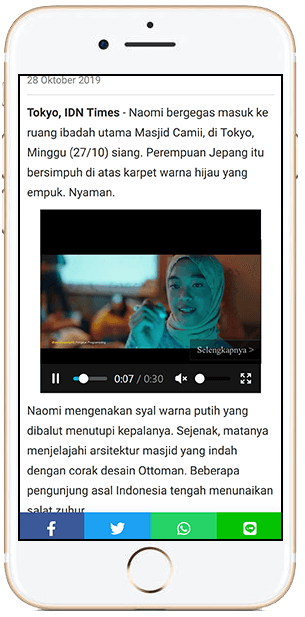 28 Oktober 2019
Tokyo, IDN Times - Naomi bergegas masuk ke
ruang ibadah utama Masjid Camii, di Tokyo,
Minggu (27/10) siang. Perempuan Jepang itu
bersimpuh di atas karpet warna hijau yang
empuk. Nyaman.
Selengkapnya >
0:07 / 0:30
Naomi mengenakan syal warna putih yang
dibalut menutupi kepalanya. Sejenak, matanya
menjelajahi arsitektur masjid yang indah
dengan corak desain Ottoman. Beberapa
pengunjung asal Indonesia tengah menunaikan
salat zuhur